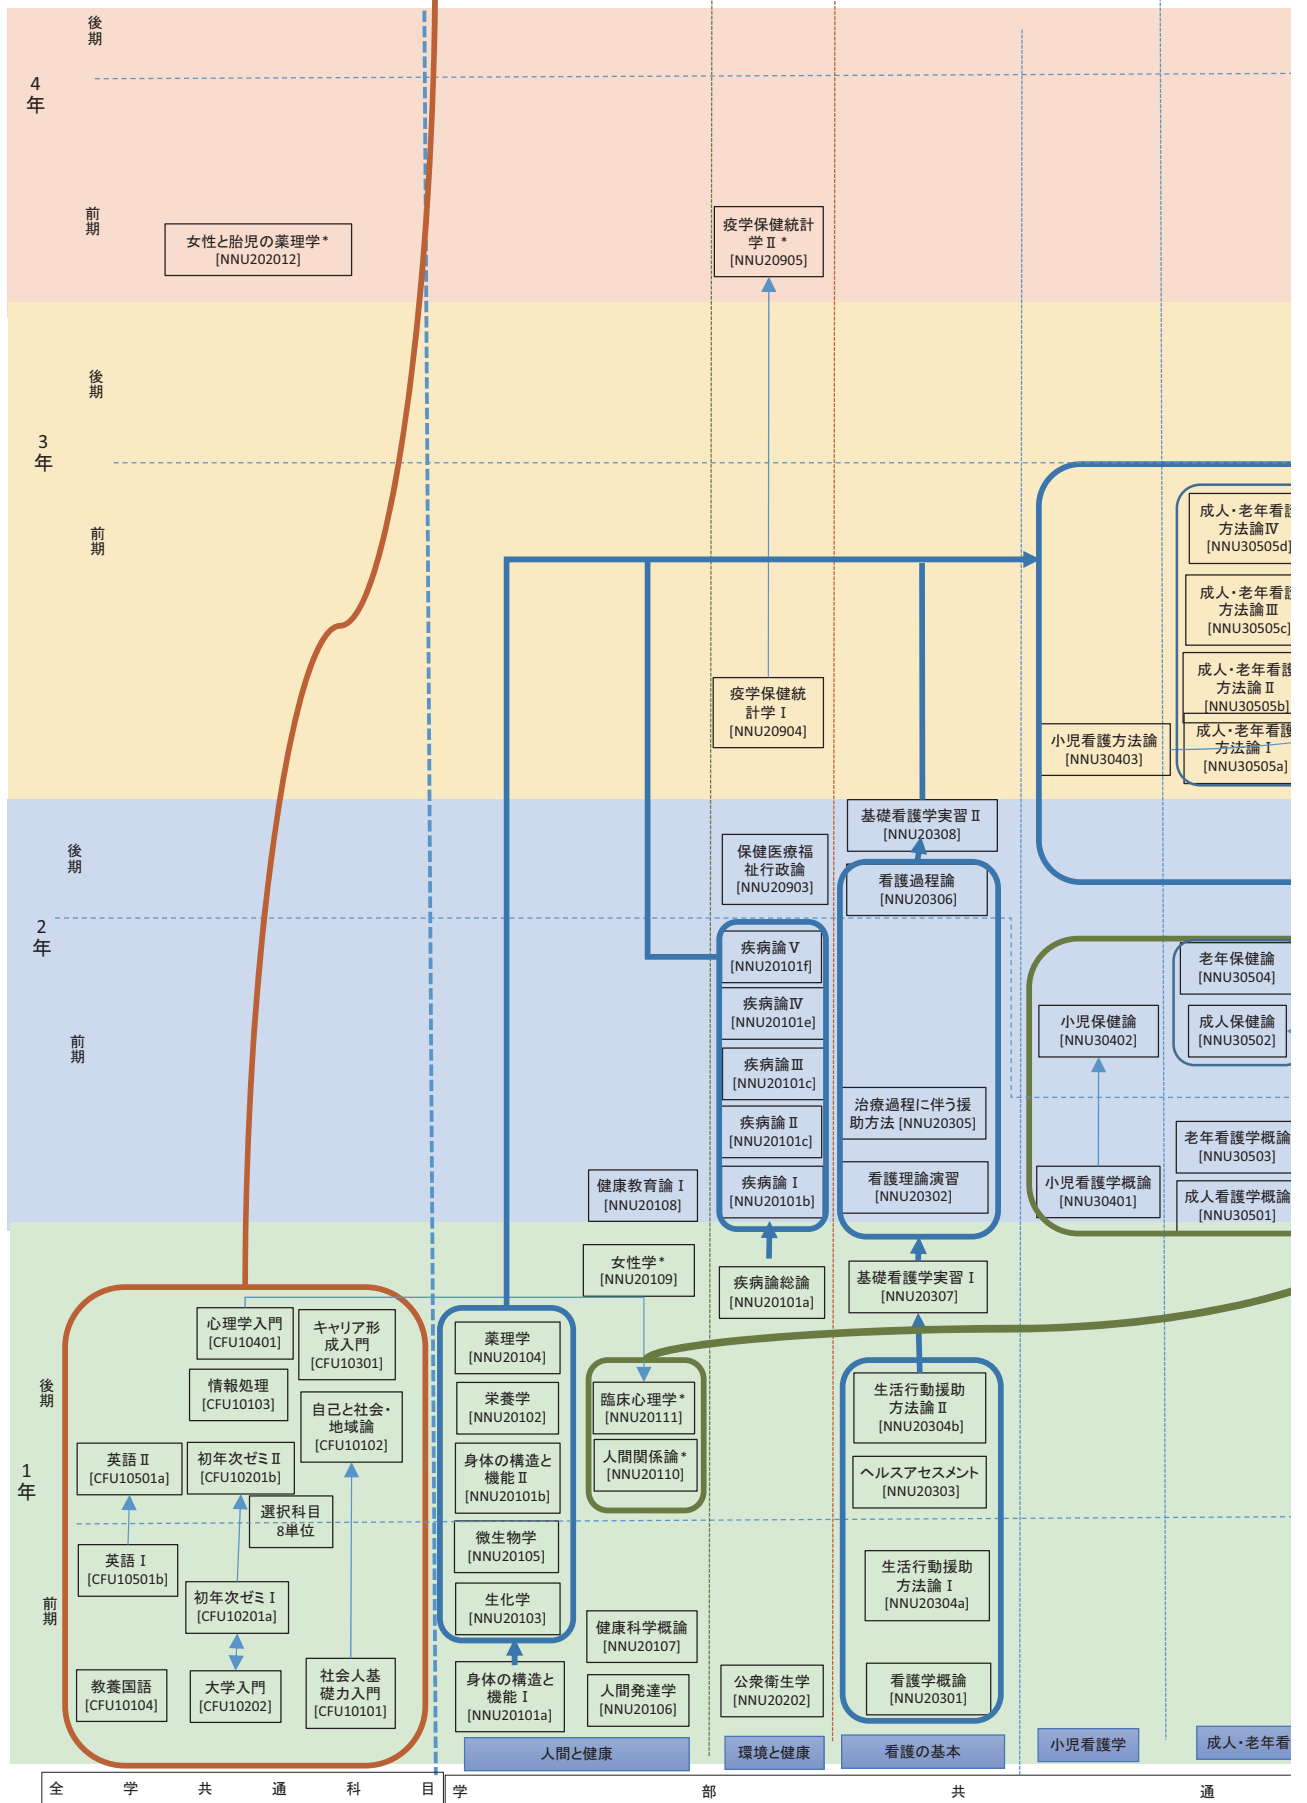 後
期
4
年
前
期
女性と胎児の薬理学*
[NNU202012]
疫学保健統計
学Ⅱ*
[NNU20905]
後
期
3
年
前
期
成人・老年看護
方法論Ⅳ
[NNU30505d]
成人・老年看護
方法論Ⅲ
[NNU30505c]
成人・老年看護
方法論Ⅱ
[NNU30505b]
成人・老年看護
方法論Ⅰ
[NNU30505a]
疫学保健統
計学Ⅰ
[NNU20904]
小児看護方法論
[NNU30403]
後
期
2
年
前
期
基礎看護学実習Ⅱ
[NNU20308]
保健医療福
祉行政論
[NNU20903]
看護過程論
[NNU20306]
疾病論Ⅴ
[NNU20101f]
疾病論Ⅳ
[NNU20101e]
疾病論Ⅲ
[NNU20101c]
疾病論Ⅱ
[NNU20101c]
疾病論Ⅰ
[NNU20101b]
老年保健論
[NNU30504]
小児保健論
[NNU30402]
成人保健論
[NNU30502]
治療過程に伴う援
助方法 [NNU20305]
看護理論演習
[NNU20302]
老年看護学概論
[NNU30503]
小児看護学概論
[NNU30401]
成人看護学概論
[NNU30501]
健康教育論Ⅰ
[NNU20108]
女性学*
[NNU20109]
疾病論総論
[NNU20101a]
基礎看護学実習Ⅰ
[NNU20307]
後
期
1
年
前
期
心理学入門
[CFU10401]
キャリア形
成入門
[CFU10301]
情報処理
[CFU10103]
自己と社会・
地域論
[CFU10102]
英語Ⅱ
[CFU10501a]
初年次ゼミⅡ
[CFU10201b]
選択科目
8単位
英語Ⅰ
[CFU10501b]
初年次ゼミⅠ
[CFU10201a]
教養国語
[CFU10104]
大学入門
[CFU10202]
社会人基
礎力入門
[CFU10101]
薬理学
[NNU20104]
栄養学
[NNU20102]
身体の構造と
機能Ⅱ
[NNU20101b]
微生物学
[NNU20105]
生化学
[NNU20103]
身体の構造と
機能Ⅰ
[NNU20101a]
臨床心理学*
[NNU20111]
人間関係論*
[NNU20110]
健康科学概論
[NNU20107]
人間発達学
[NNU20106]
公衆衛生学
[NNU20202]
生活行動援助
方法論Ⅱ
[NNU20304b]
ヘルスアセスメント
[NNU20303]
生活行動援助
方法論Ⅰ
[NNU20304a]
看護学概論
[NNU20301]
人間と健康
環境と健康
看護の基本
小児看護学
成人・老年看
全 学 共 通 科 目
学 部 共 通